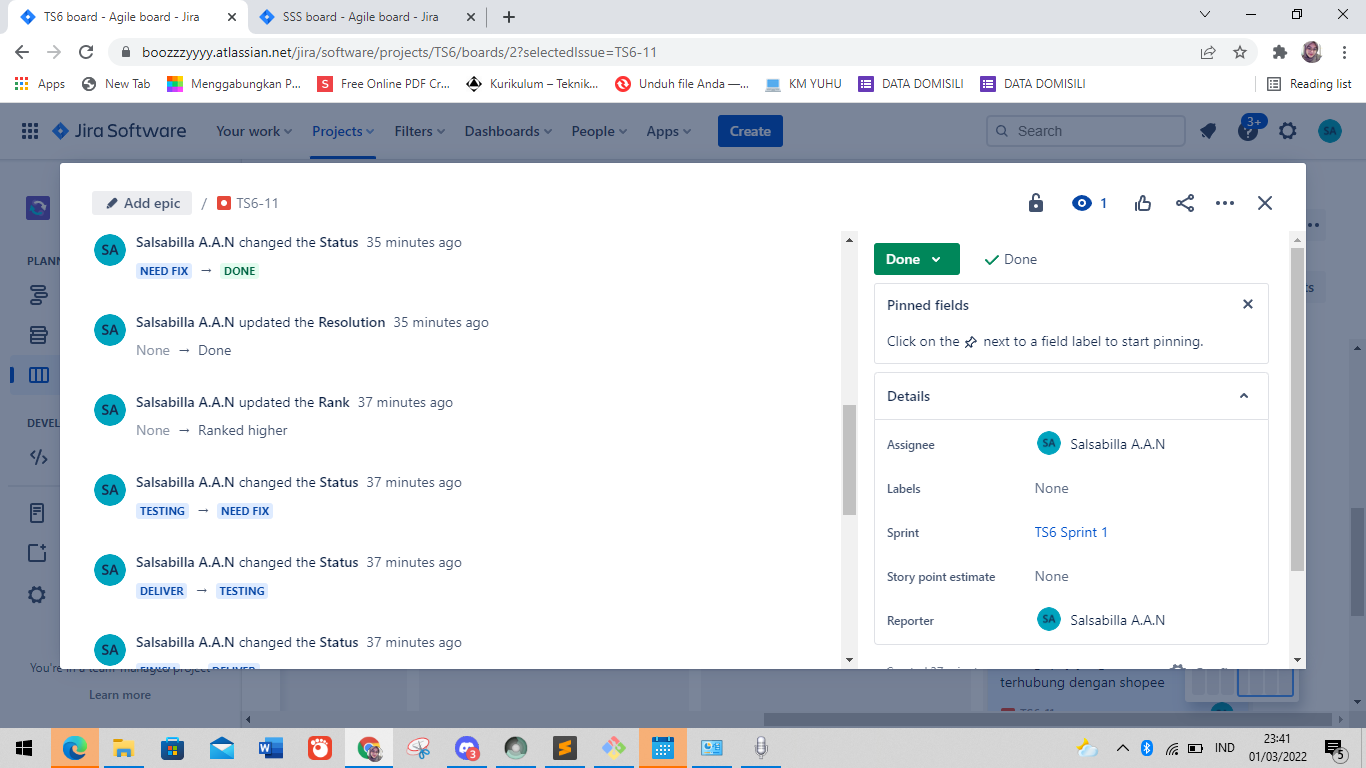 TS6 board - Agile board - Jira
SSS board - Agile board - Jira
boozzzyyyy.atlassian.net/jira/software/projects/TS6/boards/2?selectedIssue=TS6-11
Apps
New Tab
Menggabungkan P...
Free Online PDF Cr...
Kurikulum – Teknik...
Unduh file Anda —...
KM YUHU
DATA DOMISILI
DATA DOMISILI
Reading list
Jira Software
Your work
Projects
Filters
Dashboards
People
Apps
Create
Search
3+
SA
Add epic / TS6-11
1
SA
Salsabilla A.A.N changed the Status 35 minutes ago
NEED FIX → DONE
SA
Salsabilla A.A.N updated the Resolution 35 minutes ago
None → Done
SA
Salsabilla A.A.N updated the Rank 37 minutes ago
None → Ranked higher
SA
Salsabilla A.A.N changed the Status 37 minutes ago
TESTING → NEED FIX
SA
Salsabilla A.A.N changed the Status 37 minutes ago
DELIVER → TESTING
SA
Salsabilla A.A.N changed the Status 37 minutes ago
FINISH → DELIVER
Done
Done
Pinned fields
Click on the next to a field label to start pinning.
Details
Assignee
SA
Salsabilla A.A.N
Labels
None
Sprint
TS6 Sprint 1
Story point estimate
None
Reporter
SA
Salsabilla A.A.N
PLANN
DEVEL
You're in a team-managed project
Learn more
terhubung dengan shopee
TS6-11
3
IND
23:41
01/03/2022
5